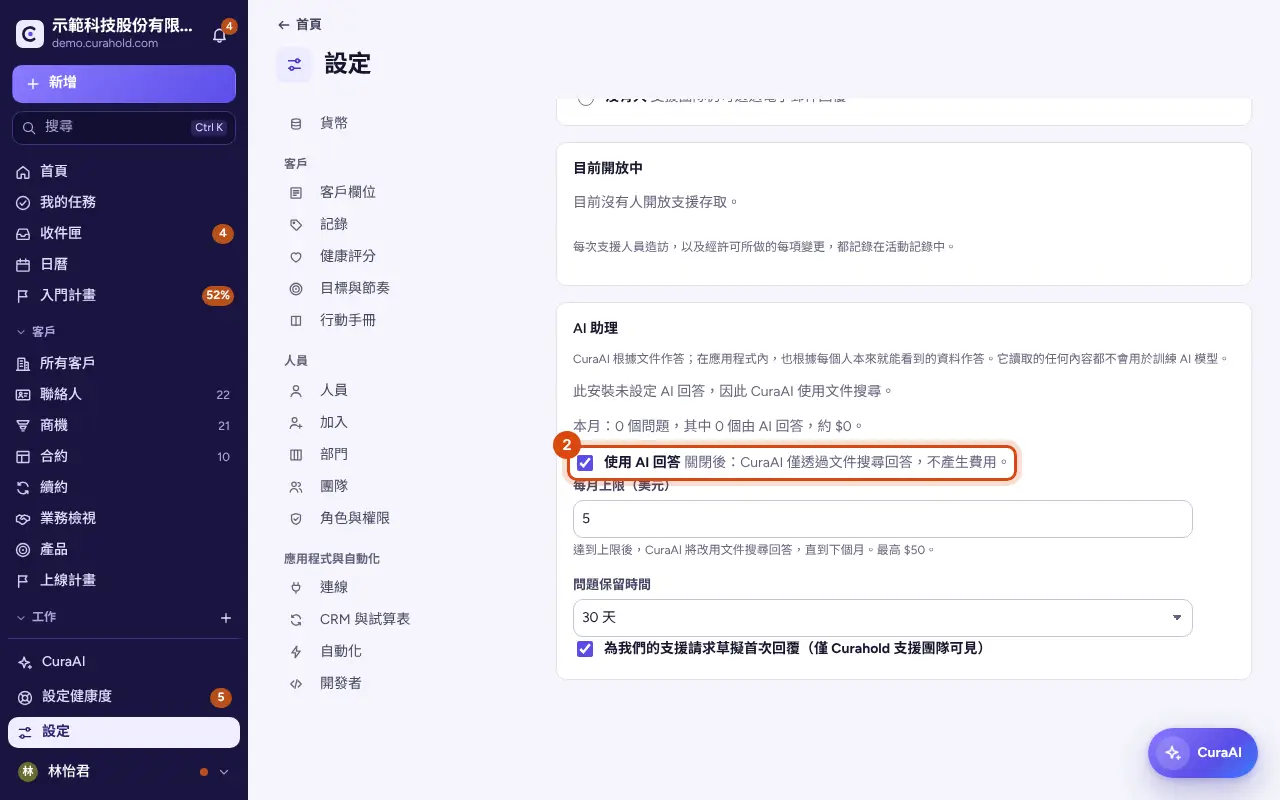 示範科技股份有限...
demo.curahold.com
4
新增
搜尋
Ctrl K
首頁
我的任務
收件匣
4
日曆
入門計畫
52%
客戶
所有客戶
聯絡人
22
商機
21
合約
10
續約
業務檢視
產品
上線計畫
工作
CuraAI
設定健康度
5
設定
林
林怡君
首頁
設定
貨幣
客戶
客戶欄位
記錄
健康評分
目標與節奏
行動手冊
人員
人員
加入
部門
團隊
角色與權限
應用程式與自動化
連線
CRM 與試算表
自動化
開發者
目前開放中
目前沒有人開放支援存取。
每次支援人員造訪，以及經許可所做的每項變更，都記錄在活動記錄中。
AI 助理
CuraAI 根據文件作答；在應用程式內，也根據每個人本來就能看到的資料作答。它讀取的任何內容都不會用於訓練 AI 模型。
此安裝未設定 AI 回答，因此 CuraAI 使用文件搜尋。
本月：0 個問題，其中 0 個由 AI 回答，約 $0。
2
使用 AI 回答 關閉後：CuraAI 僅透過文件搜尋回答，不產生費用。
每月上限（美元）
5
達到上限後，CuraAI 將改用文件搜尋回答，直到下個月。最高 $50。
問題保留時間
30 天
為我們的支援請求草擬首次回覆（僅 Curahold 支援團隊可見）
CuraAI